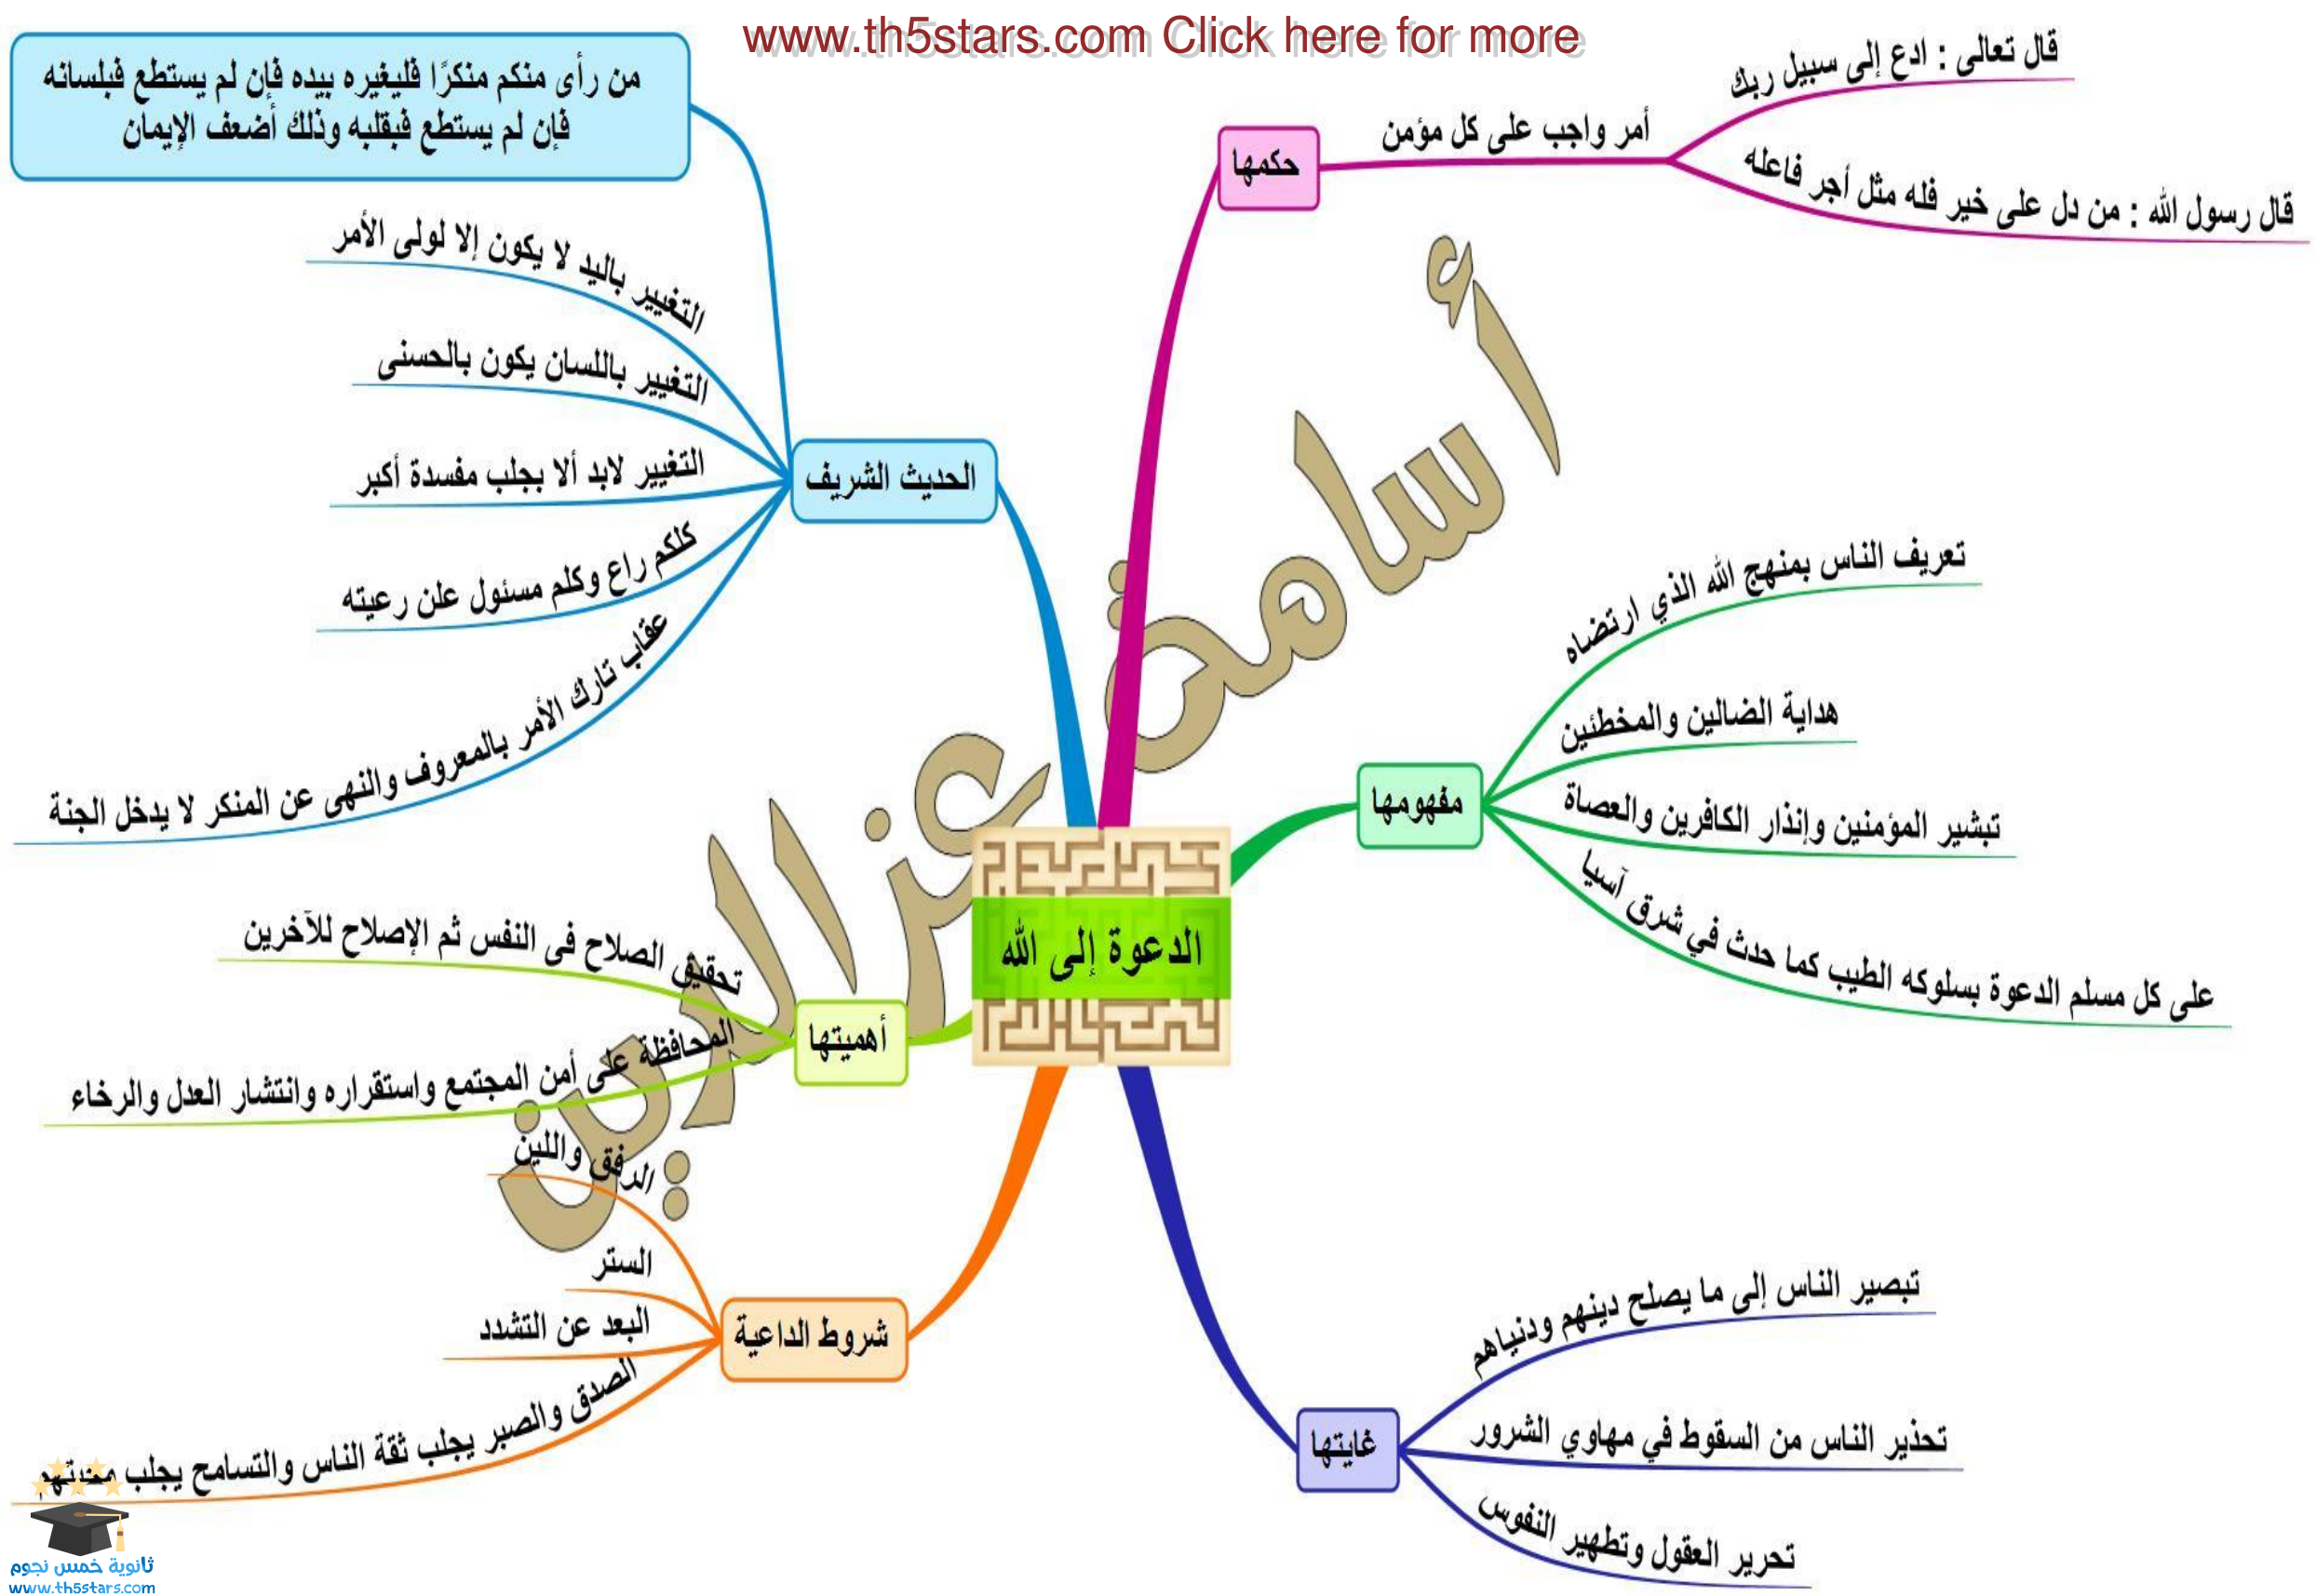 www.th5stars.com Click here for more
الدعوة إلى الله
حكمها
أمر واجب على كل مؤمن
قال تعالى : ادع إلى سبيل ربك
قال رسول الله : من دل على خير فله مثل أجر فاعله
مفهومها
تعريف الناس بمنهج الله الذي ارتضاه
هداية الضالين والمخطئين
تبشير المؤمنين وإنذار الكافرين والعصاة
على كل مسلم الدعوة بسلوكه الطيب كما حدث في شرق آسيا
غايتها
تبصير الناس إلى ما يصلح دينهم ودنياهم
تحذير الناس من السقوط في مهاوي الشرور
تحرير العقول وتطهير النفوس
الحديث الشريف
من رأى منكم منكرًا فليغيره بيده فإن لم يستطع فبلسانه
فإن لم يستطع فبقلبه وذلك أضعف الإيمان
التغيير باليد لا يكون إلا لولى الأمر
التغيير باللسان يكون بالحسنى
التغيير لابد ألا بجلب مفسدة أكبر
كلكم راع وكلم مسئول علن رعيته
عقاب تارك الأمر بالمعروف والنهى عن المنكر لا يدخل الجنة
أهميتها
تحقيق الصلاح فى النفس ثم الإصلاح للآخرين
المحافظة على أمن المجتمع واستقراره وانتشار العدل والرخاء
شروط الداعية
الرفق واللين
الستر
البعد عن التشدد
الصدق والصبر يجلب ثقة الناس والتسامح يجلب محبتهم
أسامة عزالدين
ثانوية خمس نجوم
www.th5stars.com